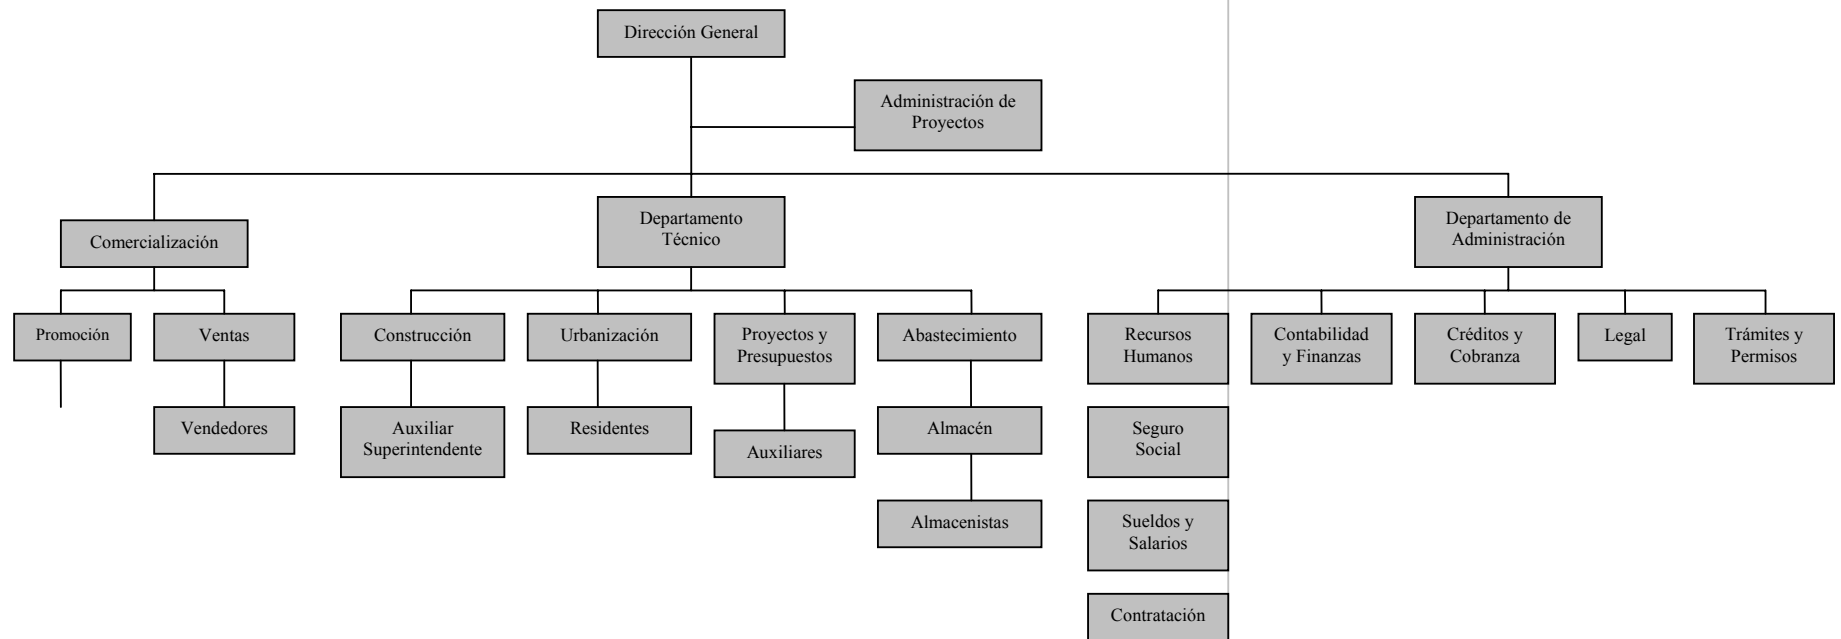 Dirección General
Administración de
Proyectos
Comercialización
Departamento
Técnico
Departamento de
Administración
Promoción
Ventas
Construcción
Urbanización
Proyectos y
Presupuestos
Abastecimiento
Recursos
Humanos
Contabilidad
y Finanzas
Créditos y
Cobranza
Legal
Trámites y
Permisos
Vendedores
Auxiliar
Superintendente
Residentes
Auxiliares
Almacén
Seguro
Social
Almacenistas
Sueldos y
Salarios
Contratación